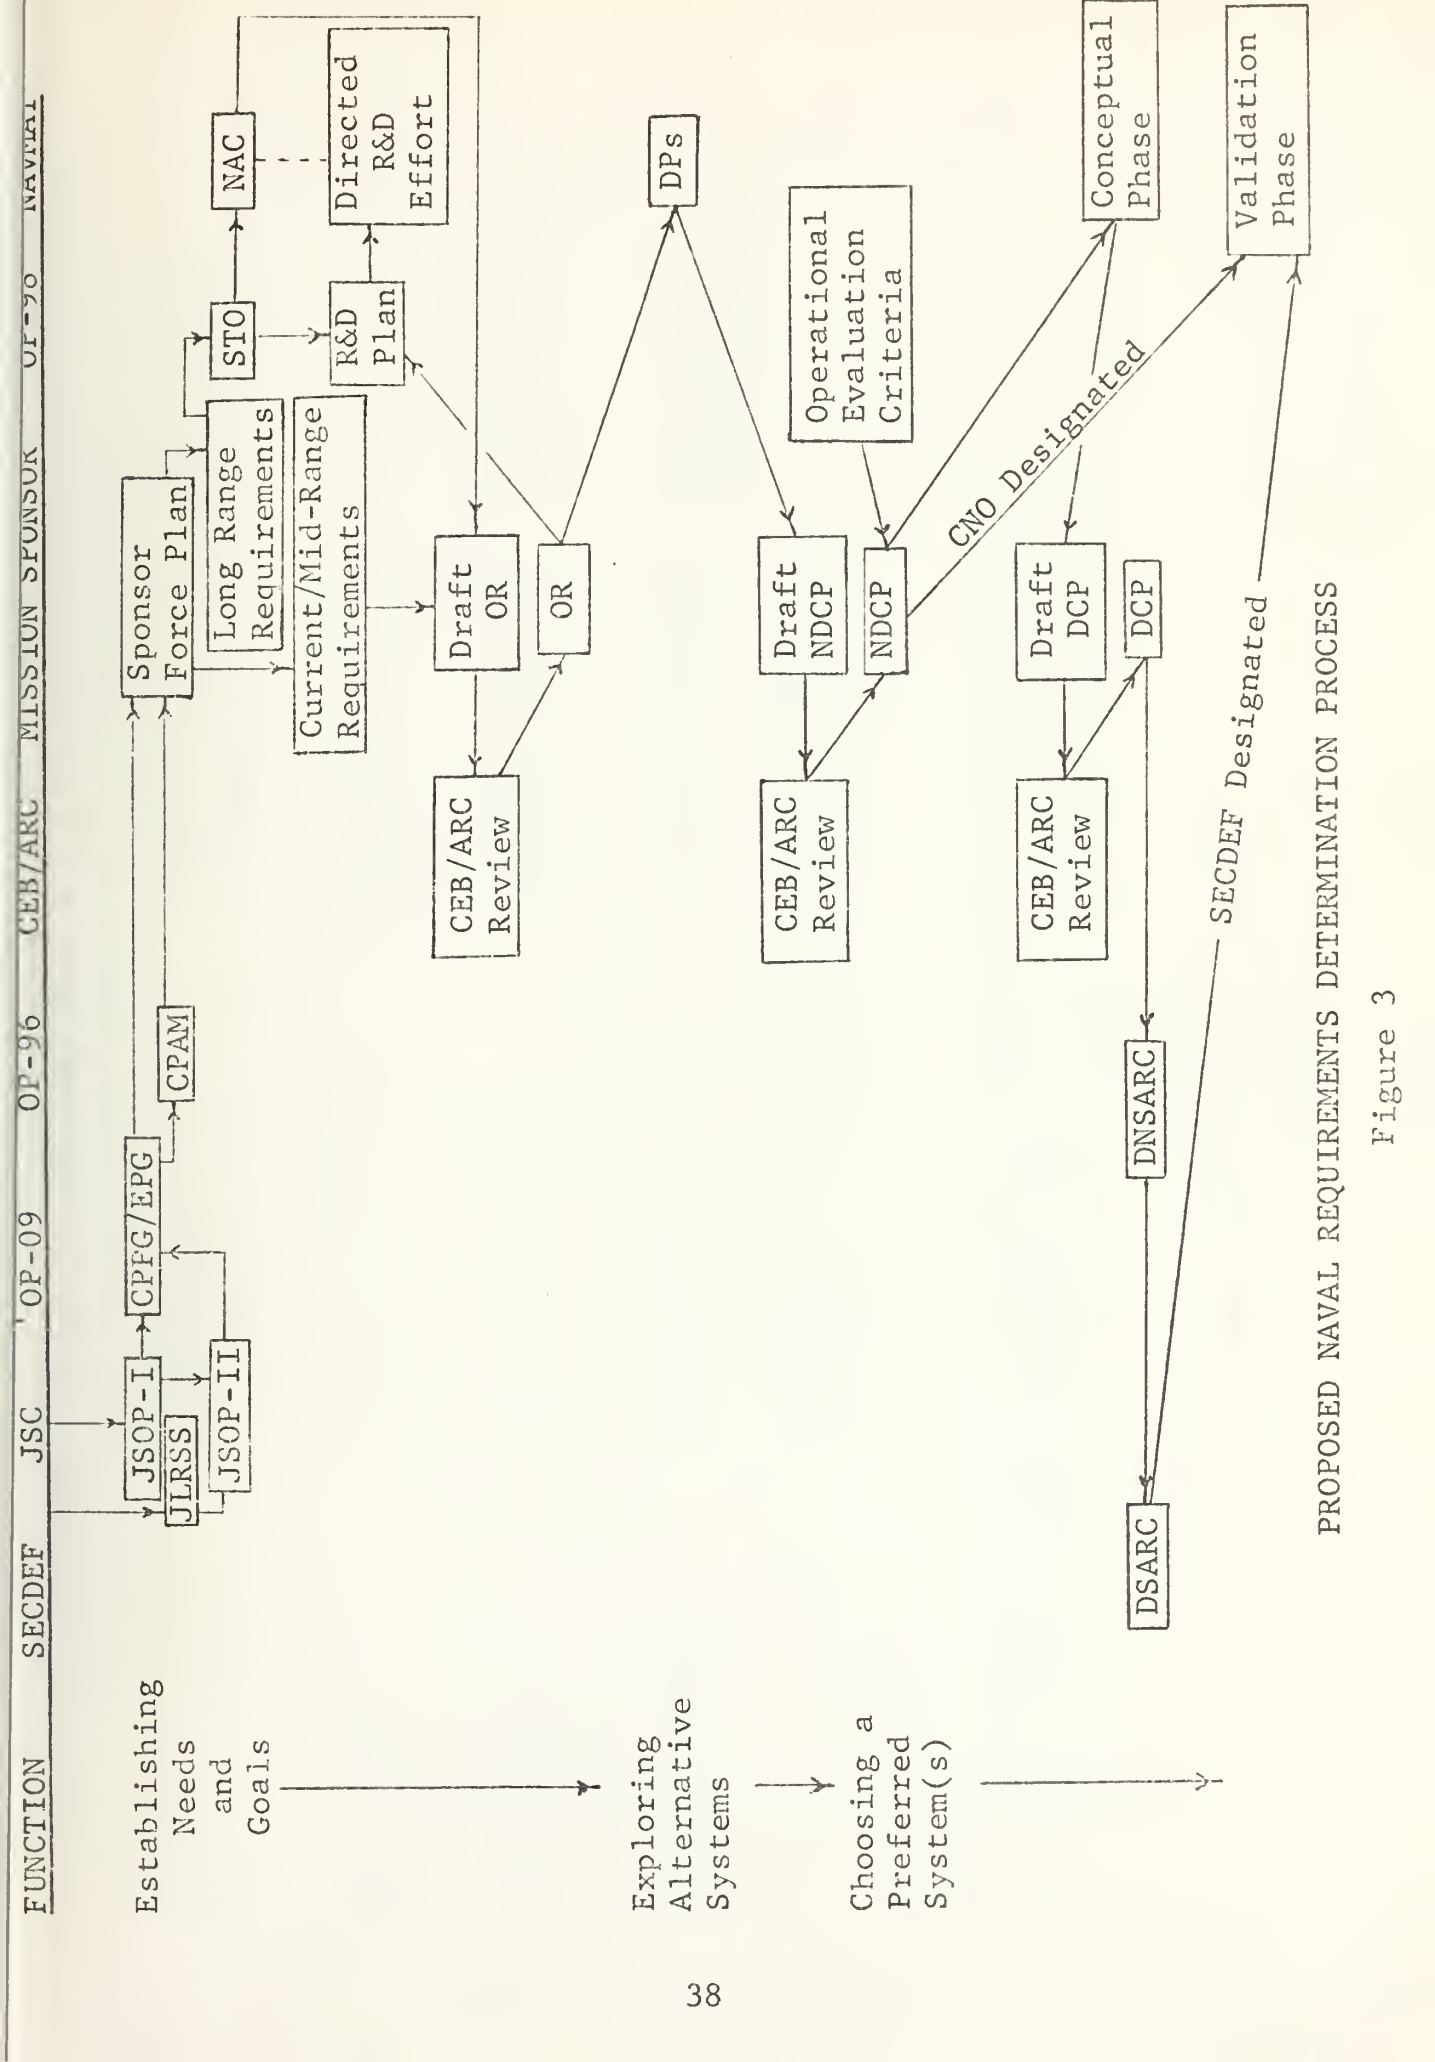 FUNCTION SECDEF JSC OP-09 OP-96 CEB/ARC MISSION SPONSOR OP-98 NAVMAT
Establishing
Needs
and
Goals
JSOP-I
JLRSS
JSOP-II
CPFG/EPG
CPAM
Sponsor
Force Plan
Long Range
Requirements
Current/Mid-Range
Requirements
STO
NAC
R&D
Plan
Directed
R&D
Effort
Draft
OR
CEB/ARC
Review
OR
Exploring
Alternative
Systems
DPs
Draft
NDCP
CEB/ARC
Review
Operational
Evaluation
Criteria
NDCP
Choosing a
Preferred
System(s)
CNO Designated
Conceptual
Phase
Draft
DCP
CEB/ARC
Review
DCP
DNSARC
DSARC
SECDEF Designated
Validation
Phase
PROPOSED NAVAL REQUIREMENTS DETERMINATION PROCESS
Figure 3
38